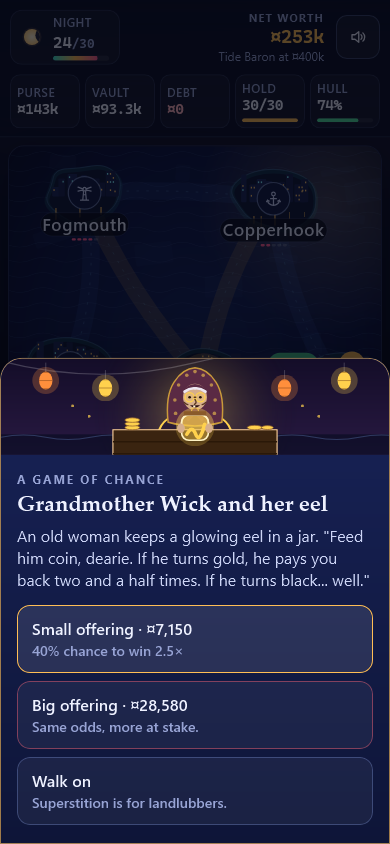 NIGHT
24/30
NET WORTH
¤253k
Tide Baron at ¤400k
PURSE
¤143k
VAULT
¤93.3k
DEBT
¤0
HOLD
30/30
HULL
74%
Fogmouth
Copperhook
A GAME OF CHANCE
Grandmother Wick and her eel
An old woman keeps a glowing eel in a jar. "Feed
him coin, dearie. If he turns gold, he pays you
back two and a half times. If he turns black... well."
Small offering · ¤7,150
40% chance to win 2.5×
Big offering · ¤28,580
Same odds, more at stake.
Walk on
Superstition is for landlubbers.